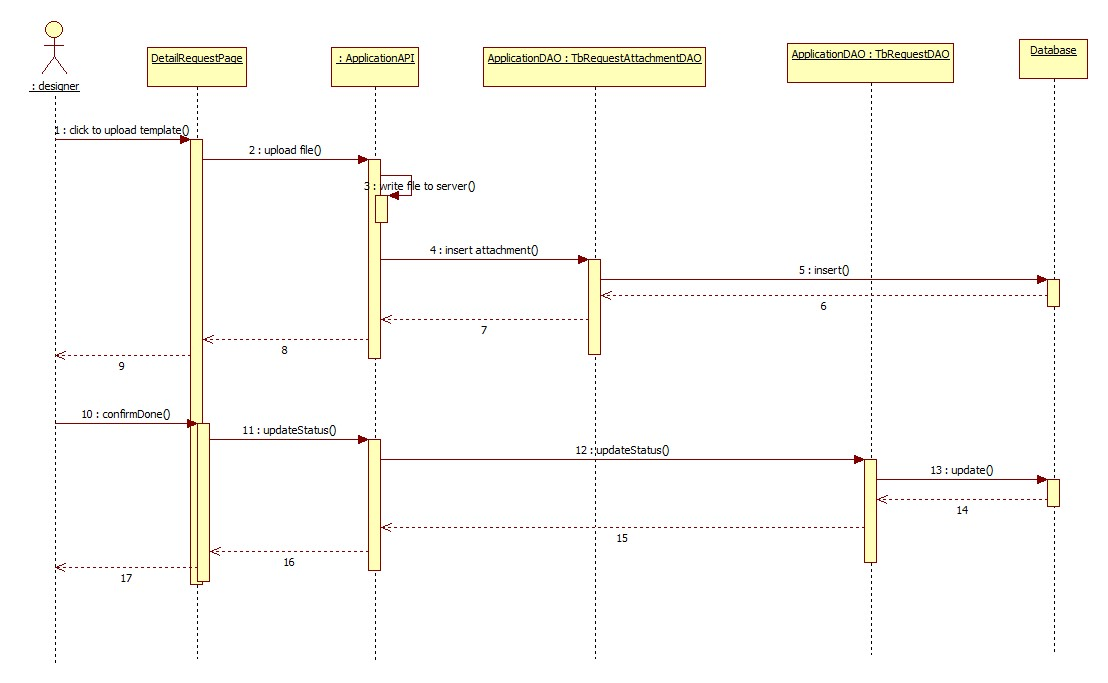 : designer
DetailRequestPage
: ApplicationAPI
ApplicationDAO : TbRequestAttachmentDAO
ApplicationDAO : TbRequestDAO
Database
1 : click to upload template()
2 : upload file()
3 : write file to server()
4 : insert attachment()
5 : insert()
6
7
8
9
10 : confirmDone()
11 : updateStatus()
12 : updateStatus()
13 : update()
14
15
16
17